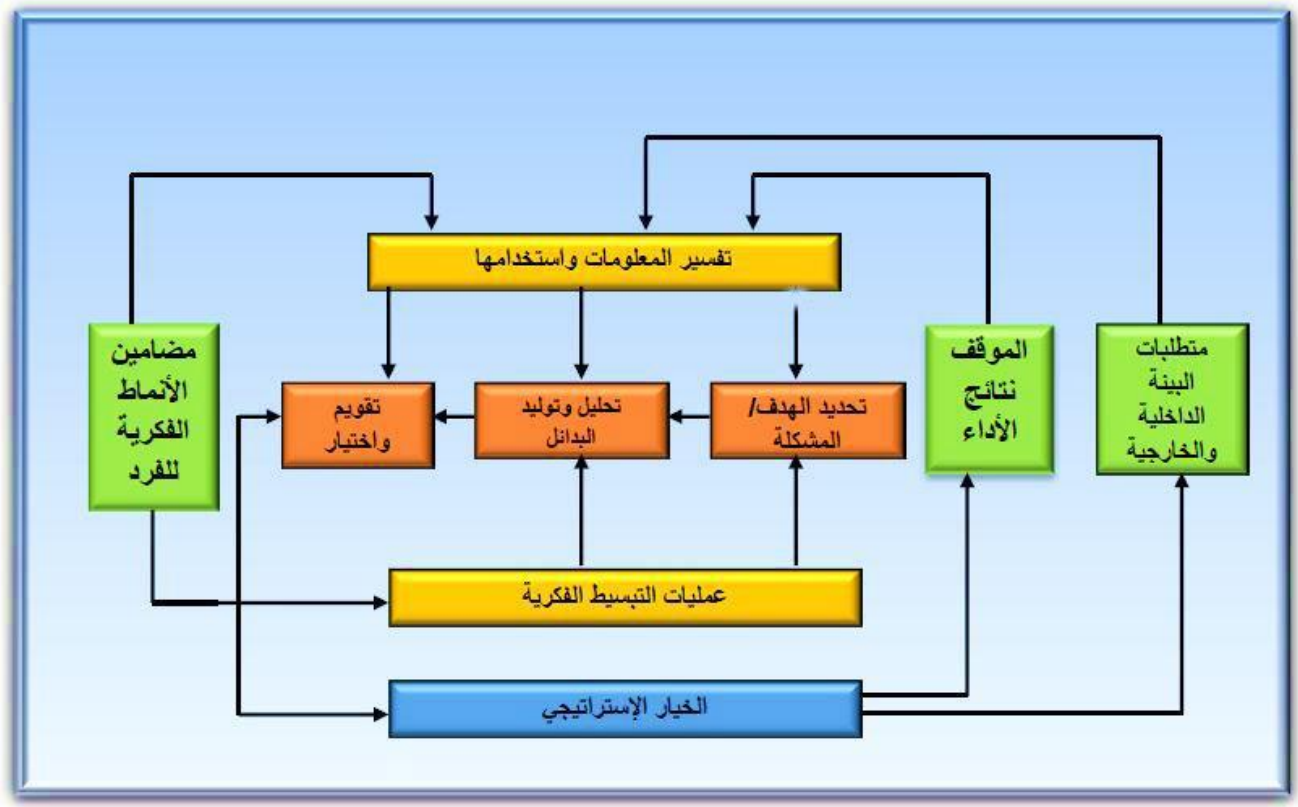 تفسير المعلومات واستخدامها
متطلبات
البيئة
الداخلية
والخارجية
الموقف
نتائج
الأداء
مضامين
الأنماط
الفكرية
للفرد
تحديد الهدف/
المشكلة
تحليل وتوليد
البدائل
تقويم
واختيار
عمليات التبسيط الفكرية
الخيار الإستراتيجي